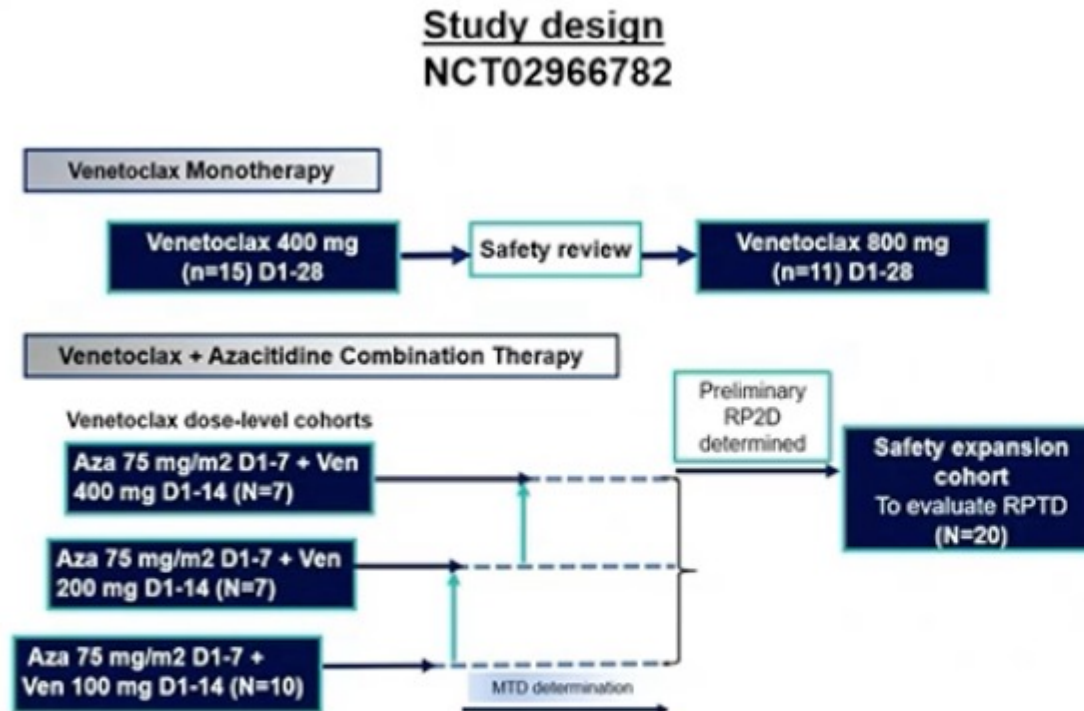 Study design
NCT02966782
Venetoclax Monotherapy
Venetoclax 400 mg
(n=15) D1-28
Safety review
Venetoclax 800 mg
(n=11) D1-28
Venetoclax + Azacitidine Combination Therapy
Venetoclax dose-level cohorts
Aza 75 mg/m2 D1-7 + Ven
400 mg D1-14 (N=7)
Aza 75 mg/m2 D1-7 + Ven
200 mg D1-14 (N=7)
Aza 75 mg/m2 D1-7 +
Ven 100 mg D1-14 (N=10)
MTD determination
Preliminary
RP2D
determined
Safety expansion
cohort
To evaluate RPTD
(N=20)